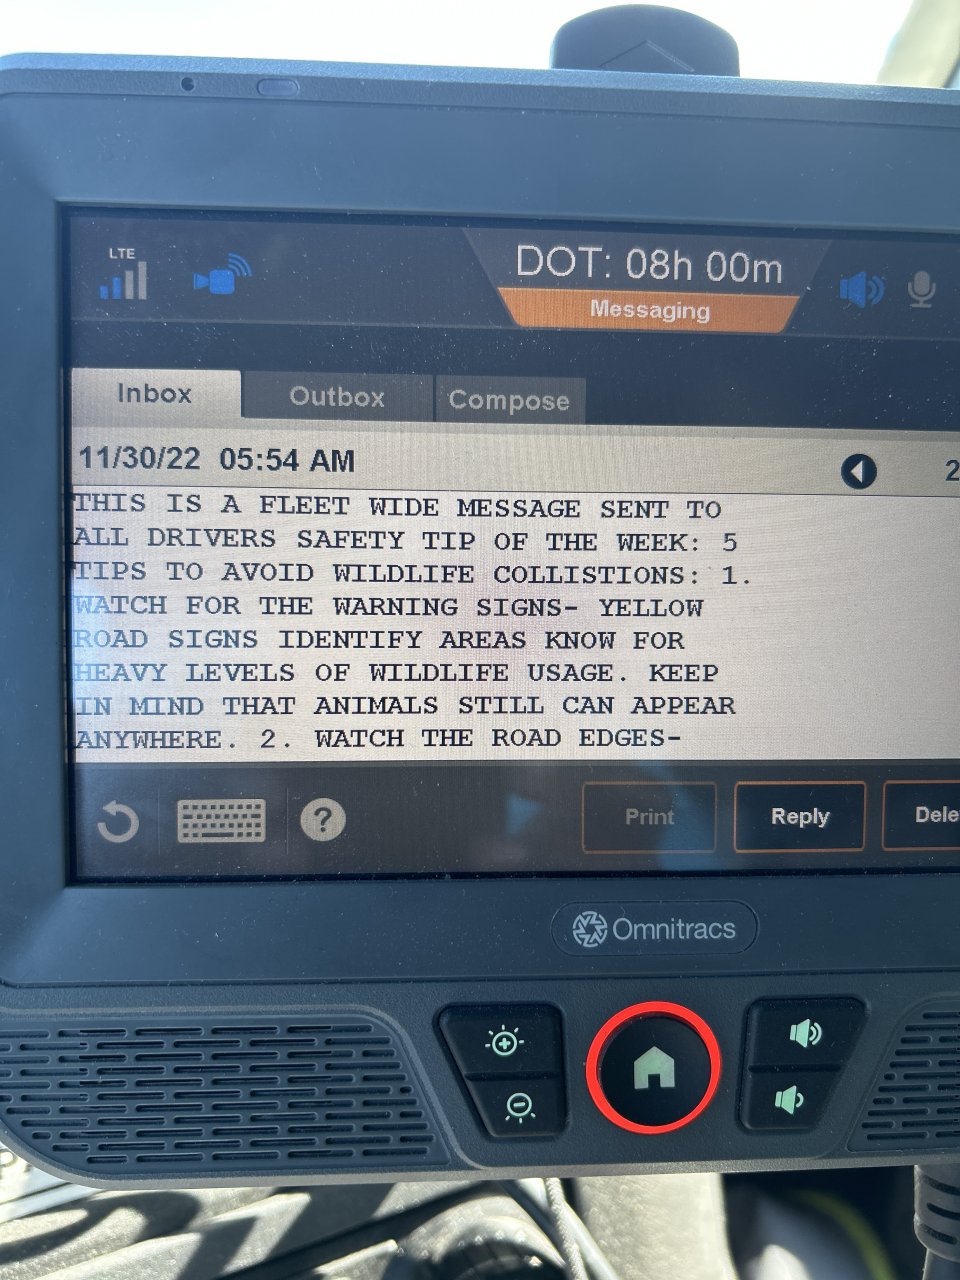 LTE
DOT: 08h 00m
Messaging
Inbox Outbox Compose
11/30/22 05:54 AM 2
THIS IS A FLEET WIDE MESSAGE SENT TO
ALL DRIVERS SAFETY TIP OF THE WEEK: 5
TIPS TO AVOID WILDLIFE COLLISTIONS: 1.
WATCH FOR THE WARNING SIGNS- YELLOW
ROAD SIGNS IDENTIFY AREAS KNOW FOR
HEAVY LEVELS OF WILDLIFE USAGE. KEEP
IN MIND THAT ANIMALS STILL CAN APPEAR
ANYWHERE. 2. WATCH THE ROAD EDGES-
? Print Reply Dele
Omnitracs